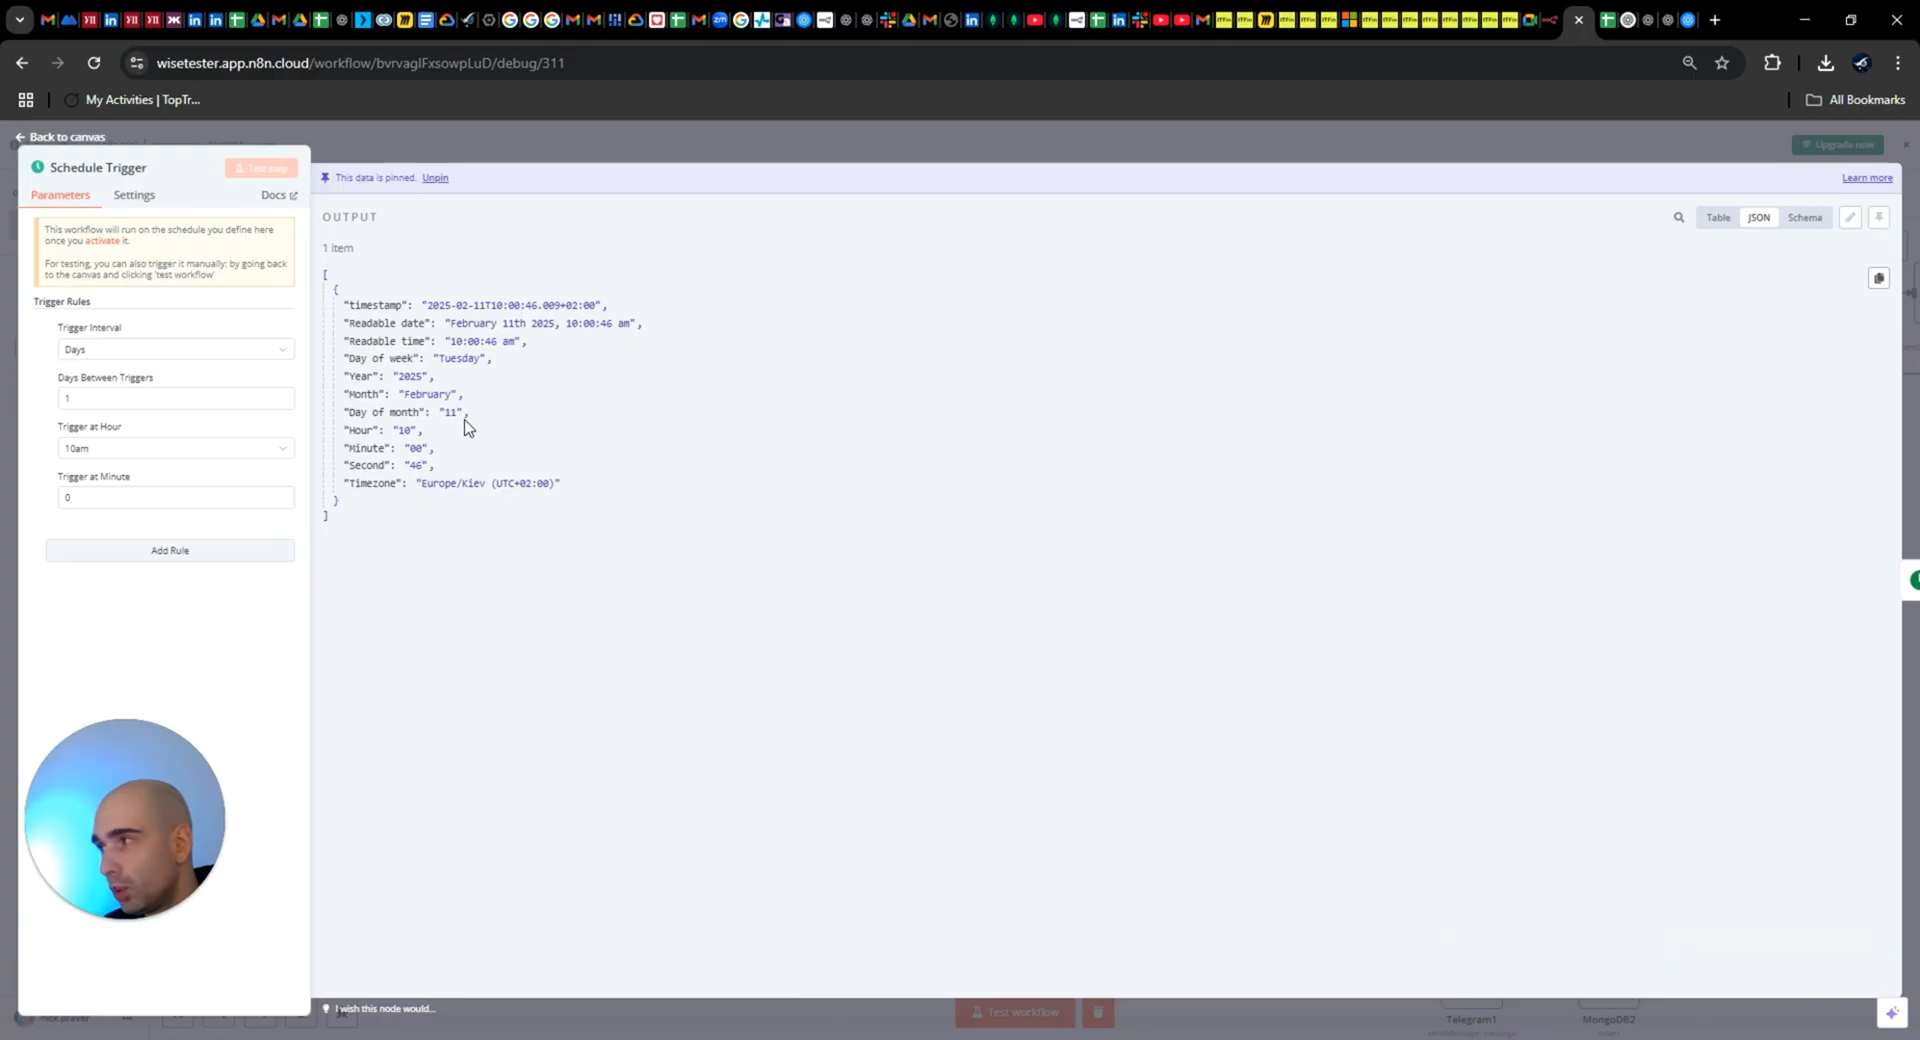 wisetester.app.n8n.cloud/workflow/bvrvaglFxsowpLuD/debug/311
My Activities | TopTr...
All Bookmarks
Back to canvas
Upgrade now
Schedule Trigger
Test step
Parameters
Settings
Docs
This workflow will run on the schedule you define here
once you activate it.
For testing, you can also trigger it manually: by going back
to the canvas and clicking 'test workflow'
Trigger Rules
Trigger Interval
Days
Days Between Triggers
1
Trigger at Hour
10am
Trigger at Minute
0
Add Rule
This data is pinned. Unpin
Learn more
OUTPUT
Table
JSON
Schema
1 item
[
{
"timestamp": "2025-02-11T10:00:46.009+02:00",
"Readable date": "February 11th 2025, 10:00:46 am",
"Readable time": "10:00:46 am",
"Day of week": "Tuesday",
"Year": "2025",
"Month": "February",
"Day of month": "11",
"Hour": "10",
"Minute": "00",
"Second": "46",
"Timezone": "Europe/Kiev (UTC+02:00)"
}
]
I wish this node would...
Test workflow
Telegram1
MongoDB2